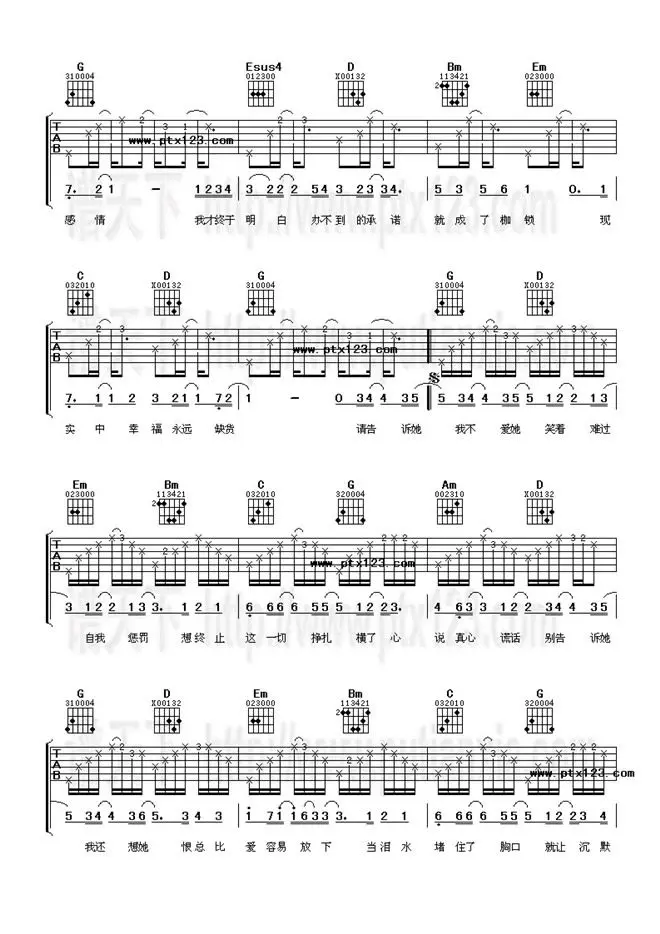 G Esus4 D Bm Em
310004 012300 X00132 113421 023000
2
T A B
www.ptx123.com
7. 2 1 - 1 2 3 4 3 2 2 2 5 4 3 2 3 4. 5 3 5 6 1 0. 1
感 情 我才终于 明 白 办不到的承诺 就 成 了 枷 锁 现
C D G G D
032010 X00132 310004 310004 X00132
T A B
www.ptx123.com
7. 1 1 2 3 2 1 1 7 2 1 - 0 3 4 3 5 5 3 4 4 3 5 5 1 2 2 1 3
实 中 幸 福 永远 缺货 请告 诉她 我不 爱她 笑着 难过
Em Bm C G Am D
023000 113421 032010 320004 002310 X00132
2
T A B
www.ptx123.com
3 1 2 2 1 3 3. 1 2 1 6 6 6 6 5 5 5 1 2 2 3. 4 6 3 3 2 1 2 3 4 4 3 5
自我 惩罚 想终止 这一切 挣扎 横了心 说真心 谎话 别告 诉她
G D Em Bm C G
310004 X00132 023000 113421 032010 320004
2
T A B
www.ptx123.com
5 3 4 4 3 6 5. 3 4 3 1 7 1 1 6 3 3 3. 1 2 1 6 6 6 6 5 5 5 1 2 2 3 4
我还 想她 恨总比 爱容易 放下 当泪水 堵住了 胸口 就让沉默